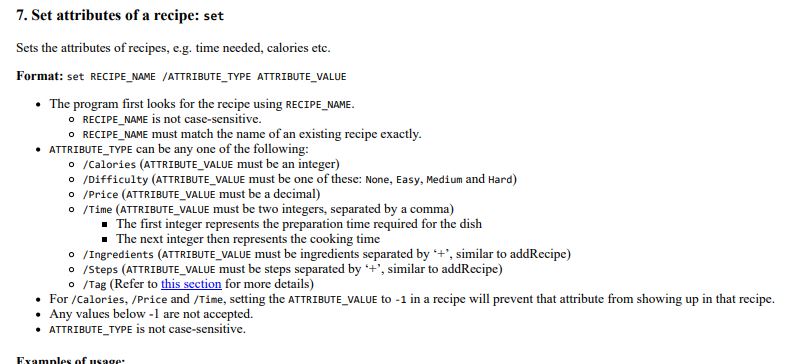 7. Set attributes of a recipe: set
Sets the attributes of recipes, e.g. time needed, calories etc.
Format: set RECIPE_NAME /ATTRIBUTE_TYPE ATTRIBUTE_VALUE
• The program first looks for the recipe using RECIPE_NAME.
o RECIPE_NAME is not case-sensitive.
o RECIPE_NAME must match the name of an existing recipe exactly.
• ATTRIBUTE_TYPE can be any one of the following:
o /Calories (ATTRIBUTE_VALUE must be an integer)
o /Difficulty (ATTRIBUTE_VALUE must be one of these: None, Easy, Medium and Hard)
o /Price (ATTRIBUTE_VALUE must be a decimal)
o /Time (ATTRIBUTE_VALUE must be two integers, separated by a comma)
▪ The first integer represents the preparation time required for the dish
▪ The next integer then represents the cooking time
o /Ingredients (ATTRIBUTE_VALUE must be ingredients separated by ‘+’, similar to addRecipe)
o /Steps (ATTRIBUTE_VALUE must be steps separated by ‘+’, similar to addRecipe)
o /Tag (Refer to this section for more details)
• For /Calories, /Price and /Time, setting the ATTRIBUTE_VALUE to -1 in a recipe will prevent that attribute from showing up in that recipe.
• Any values below -1 are not accepted.
• ATTRIBUTE_TYPE is not case-sensitive.
Examples of usage: